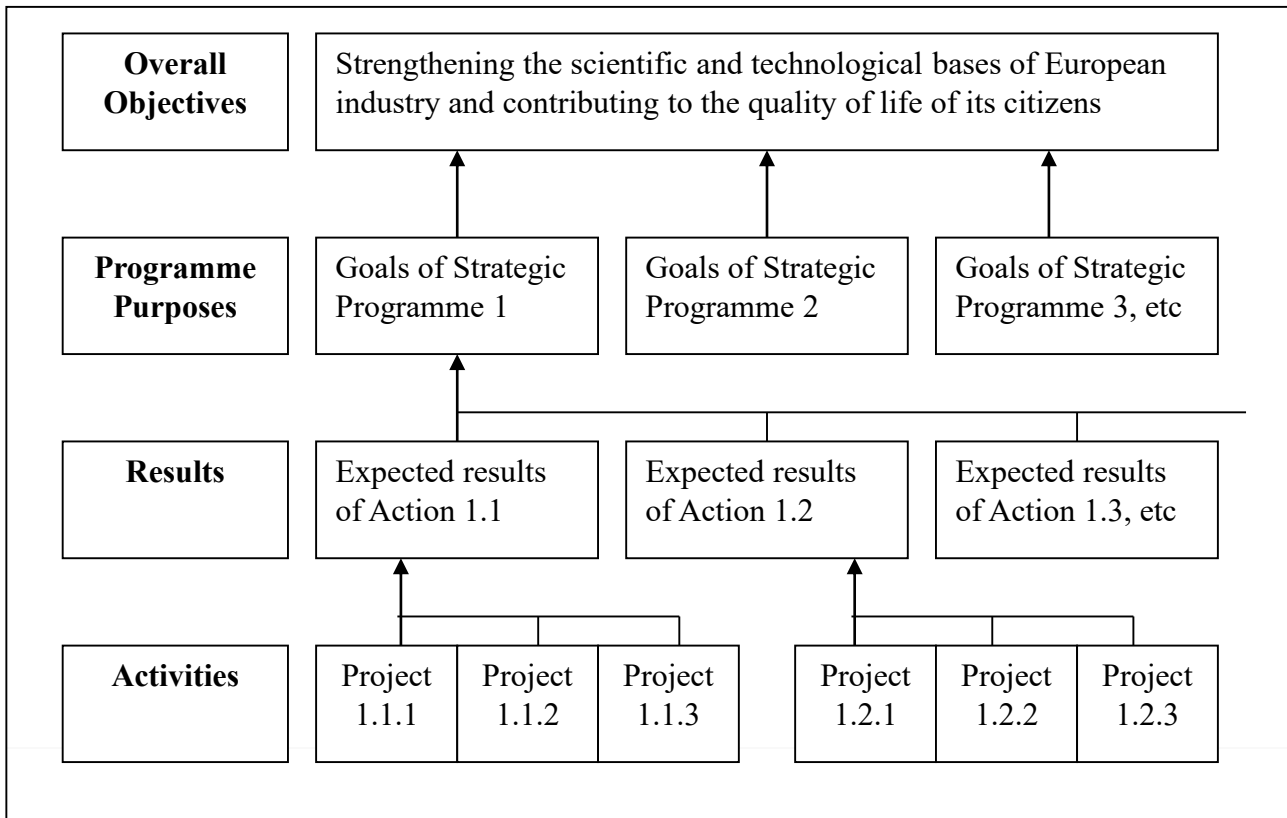 Overall
Objectives
Strengthening the scientific and technological bases of European
industry and contributing to the quality of life of its citizens
Programme
Purposes
Goals of Strategic
Programme 1
Goals of Strategic
Programme 2
Goals of Strategic
Programme 3, etc
Results
Expected results
of Action 1.1
Expected results
of Action 1.2
Expected results
of Action 1.3, etc
Activities
Project
1.1.1
Project
1.1.2
Project
1.1.3
Project
1.2.1
Project
1.2.2
Project
1.2.3